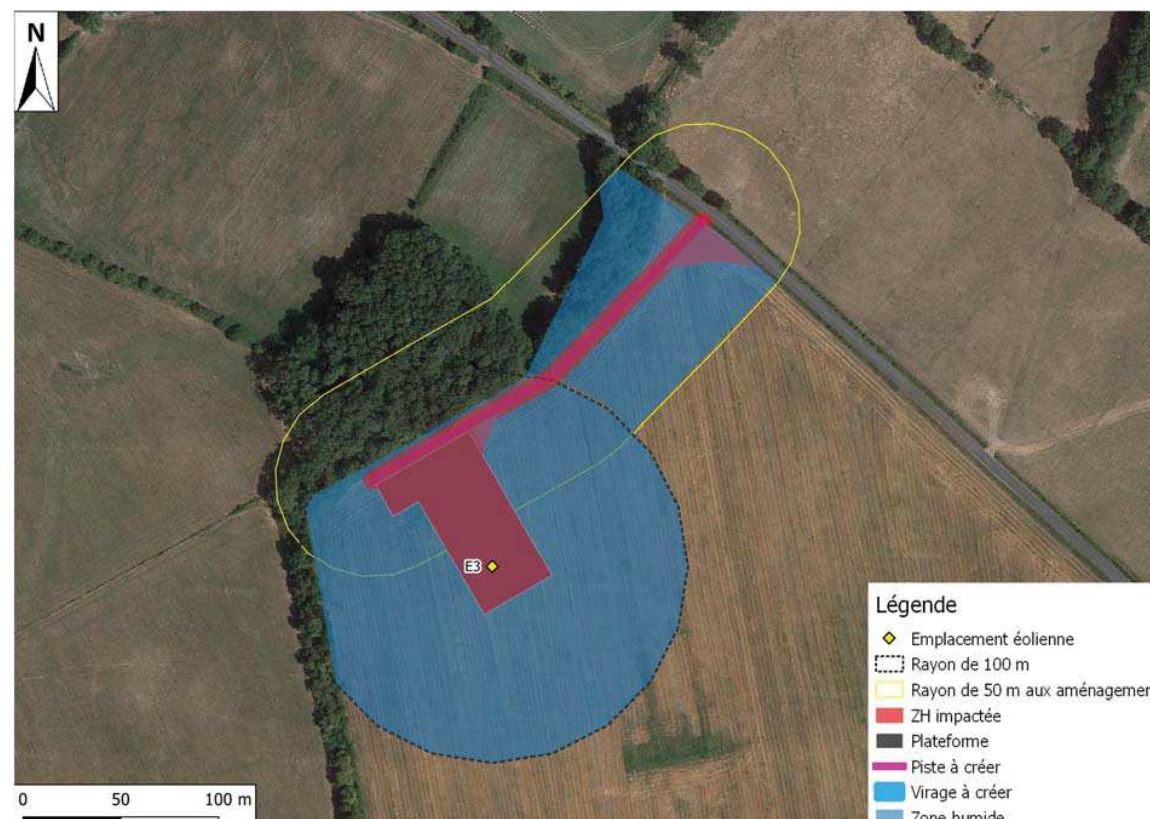 N
E3
Légende
Emplacement éolienne
Rayon de 100 m
Rayon de 50 m aux aménagemen
ZH impactée
Plateforme
Piste à créer
Virage à créer
Zone humide
0 50 100 m